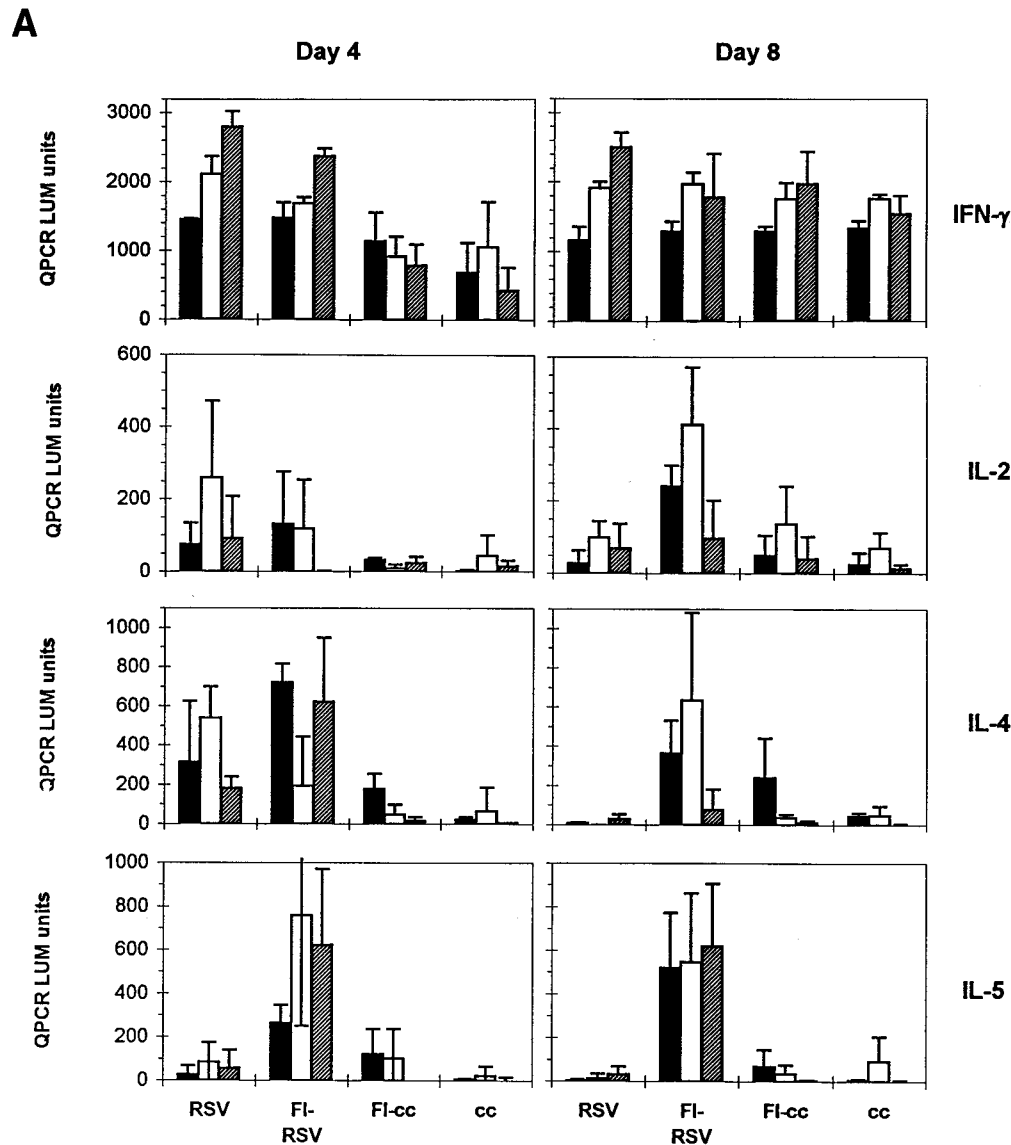 A
Day 4 Day 8
QPCR LUM units
3000
2000
1000
0
IFN-γ
QPCR LUM units
600
400
200
0
IL-2
QPCR LUM units
1000
800
600
400
200
0
IL-4
QPCR LUM units
1000
800
600
400
200
0
IL-5
RSV FI-RSV FI-cc cc RSV FI-RSV FI-cc cc